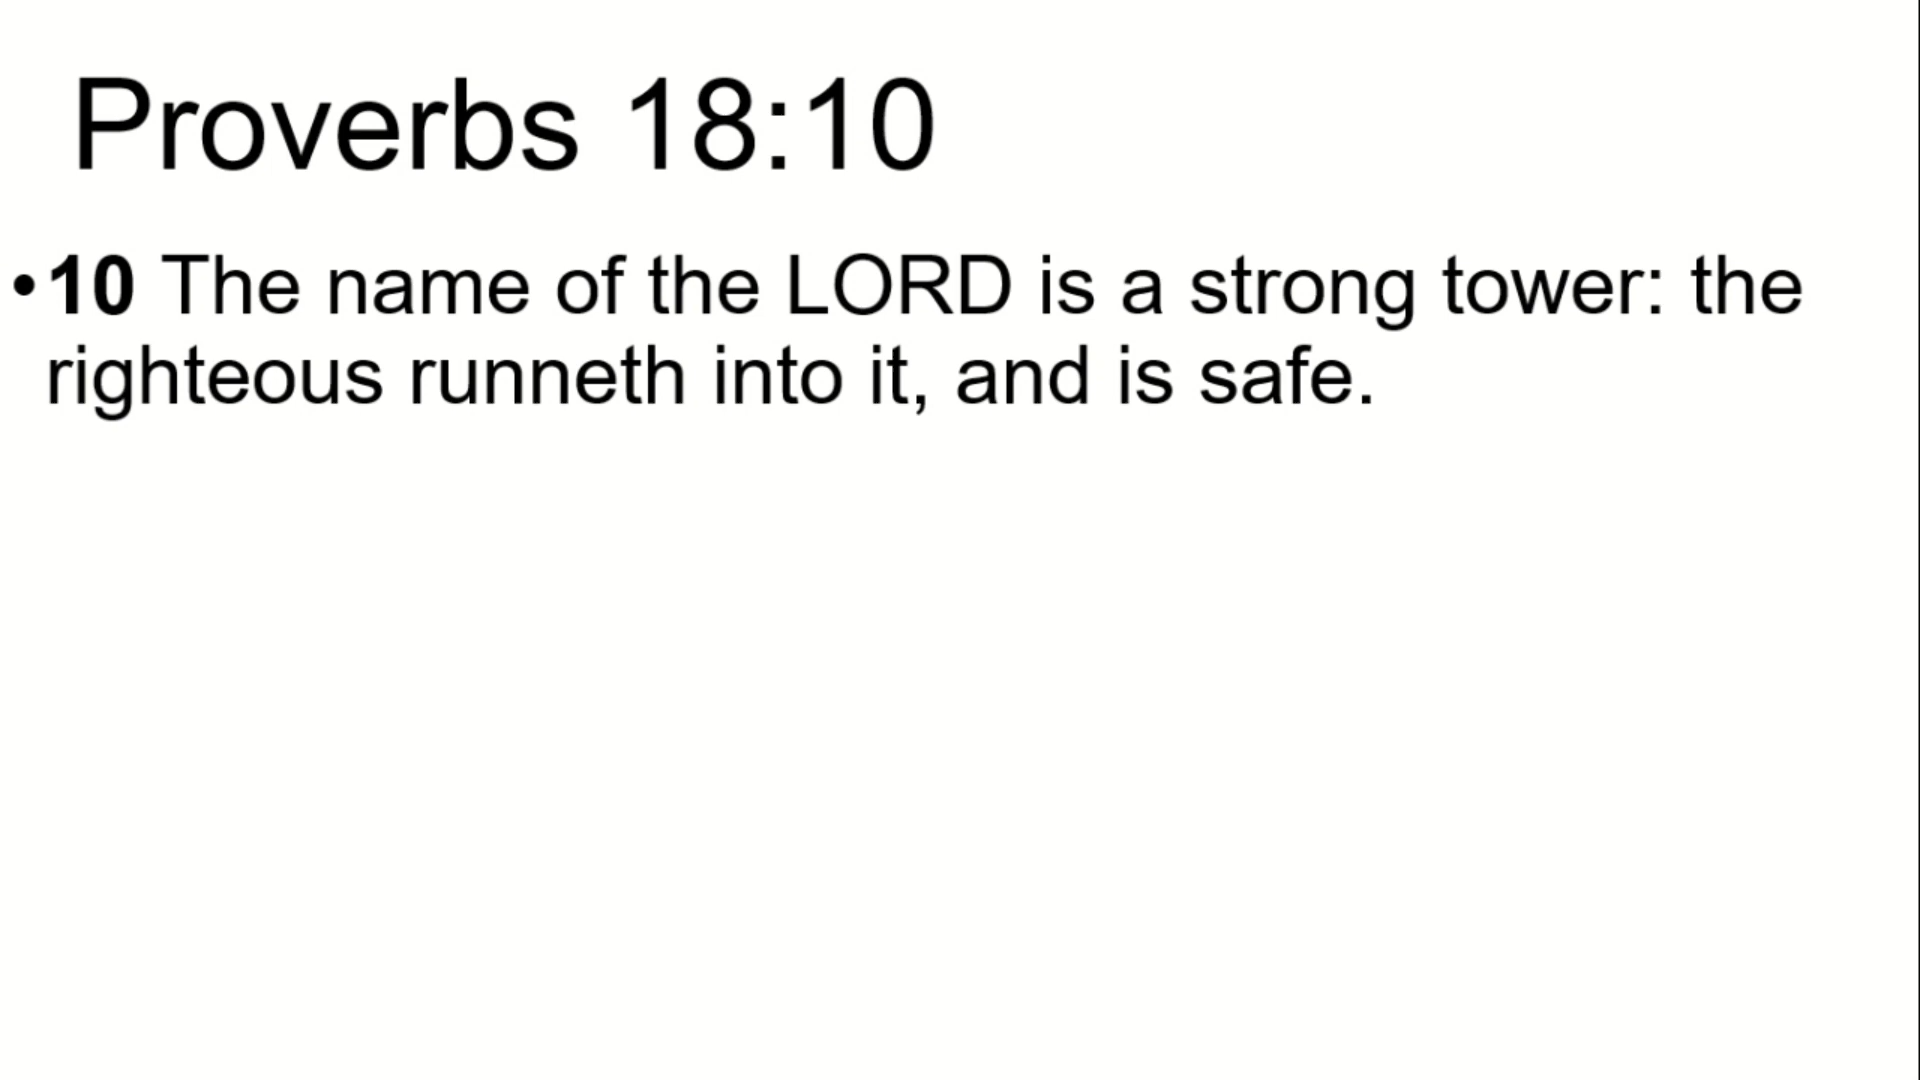 Proverbs 18:10
•10 The name of the LORD is a strong tower: the
righteous runneth into it, and is safe.